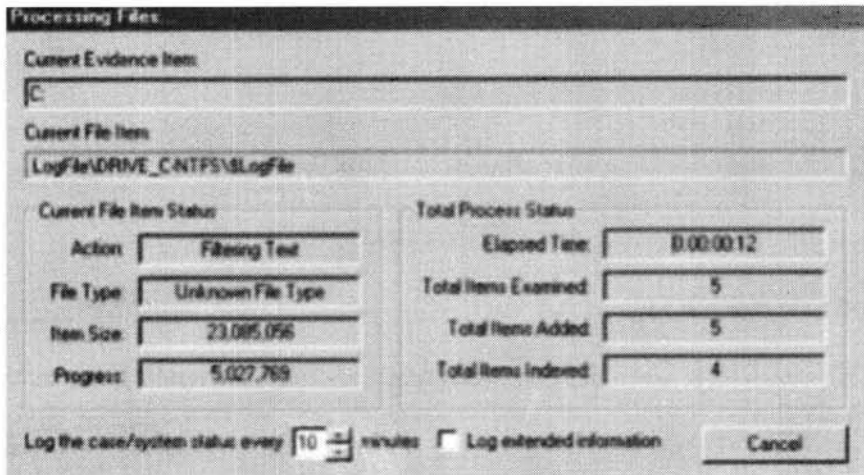 Processing Files
Current Evidence Item:
C:
Current File Item
LogFile\DRIVE_C-NTFS\$LogFile
Current File Item Status
Action: Filtering Text
File Type: Unknown File Type
Item Size: 23,085,056
Progress: 5,027,769
Total Process Status
Elapsed Time: 0.00:00:12
Total Items Examined: 5
Total Items Added: 5
Total Items Indexed: 4
Log the case/system status every 10 minutes
Log extended information
Cancel